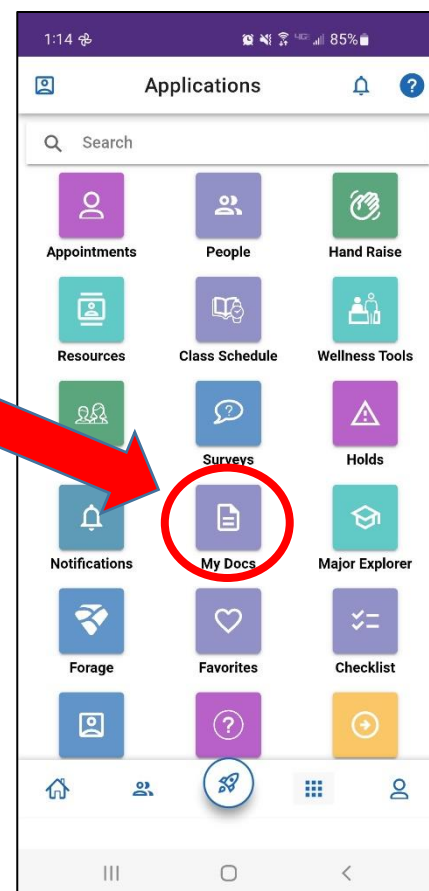 1:14 85%
Applications ?
Search
Appointments People Hand Raise
Resources Class Schedule Wellness Tools
? Surveys Holds
Notifications My Docs Major Explorer
Forage Favorites Checklist
?